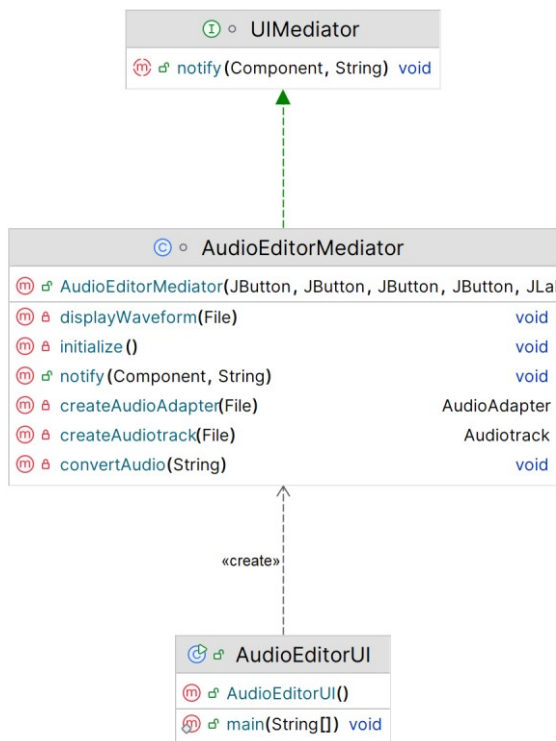 UIMediator
notify(Component, String) void
AudioEditorMediator
AudioEditorMediator(JButton, JButton, JButton, JButton, JLal
displayWaveform(File) void
initialize() void
notify(Component, String) void
createAudioAdapter(File) AudioAdapter
createAudiotrack(File) Audiotrack
convertAudio(String) void
«create»
AudioEditorUI
AudioEditorUI()
main(String[]) void